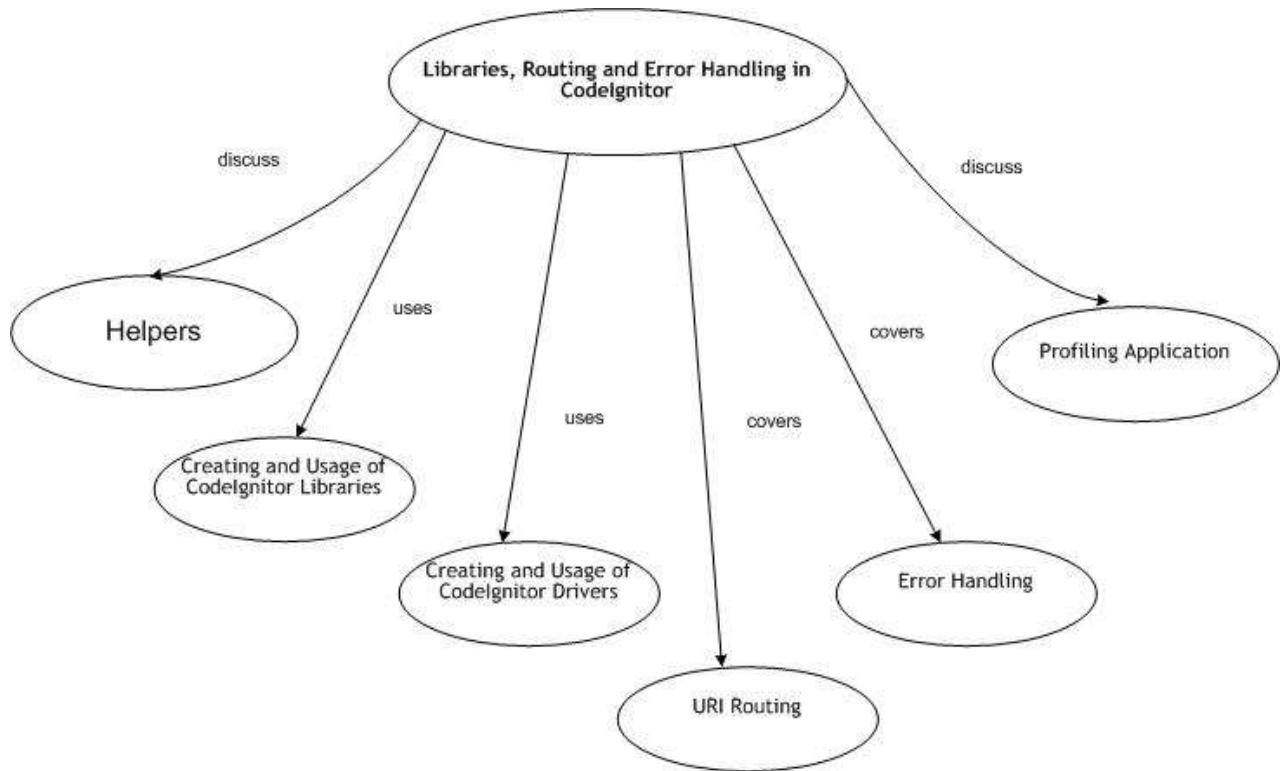 Libraries, Routing and Error Handling in
CodeIgnitor
discuss
discuss
Helpers
uses
covers
Profiling Application
uses
covers
Creating and Usage of
CodeIgnitor Libraries
Creating and Usage of
CodeIgnitor Drivers
Error Handling
URI Routing